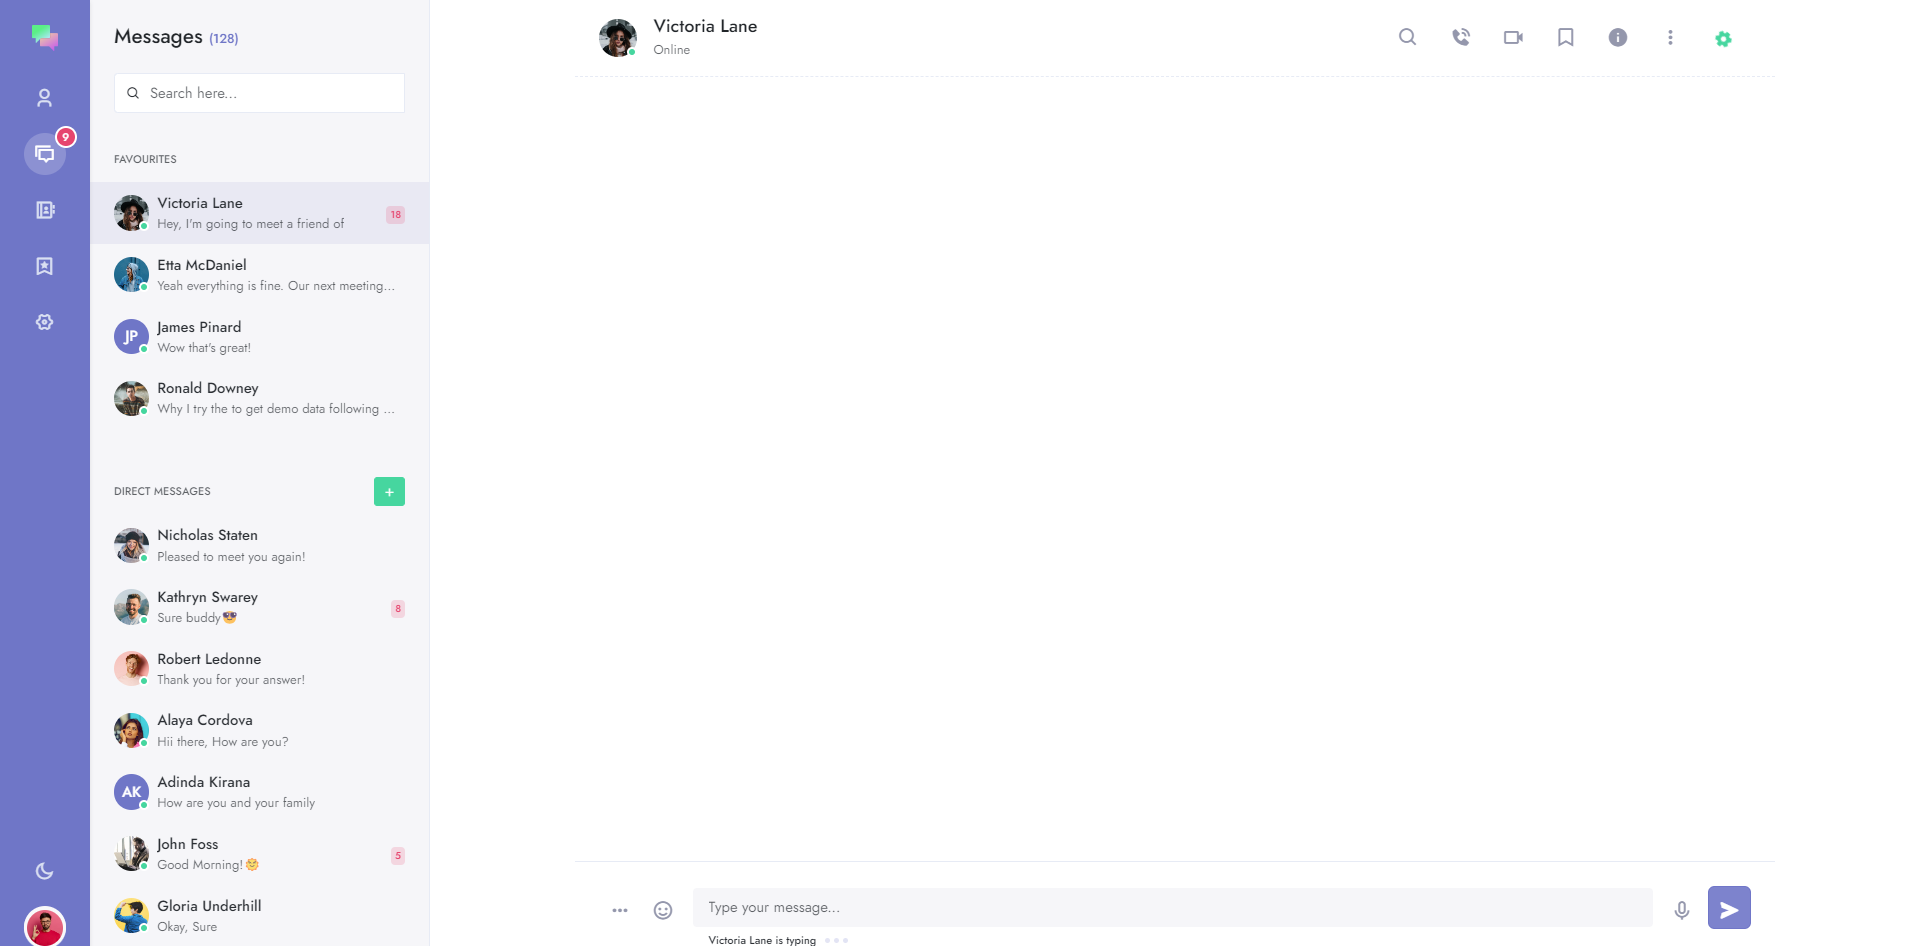 Messages (128)
9
Search here...
FAVOURITES
Victoria Lane
Hey, I'm going to meet a friend of
18
Etta McDaniel
Yeah everything is fine. Our next meeting...
JP
James Pinard
Wow that's great!
Ronald Downey
Why I try the to get demo data following ...
DIRECT MESSAGES
+
Nicholas Staten
Pleased to meet you again!
Kathryn Swarey
Sure buddy😎
8
Robert Ledonne
Thank you for your answer!
Alaya Cordova
Hii there, How are you?
AK
Adinda Kirana
How are you and your family
John Foss
Good Morning!🌞
5
Gloria Underhill
Okay, Sure
Victoria Lane
Online
Type your message...
Victoria Lane is typing